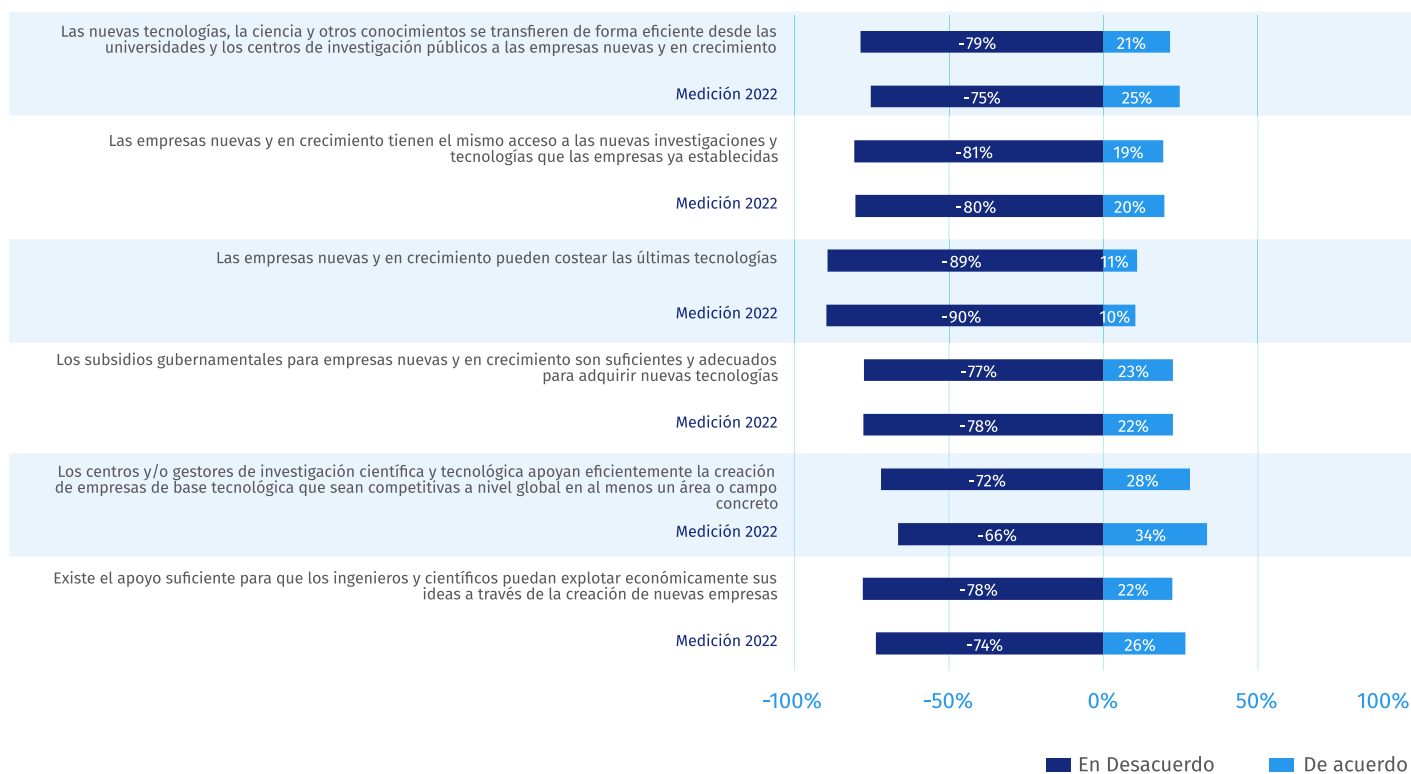 Las nuevas tecnologías, la ciencia y otros conocimientos se transfieren de forma eficiente desde las
universidades y los centros de investigación públicos a las empresas nuevas y en crecimiento
-79%
21%
Medición 2022
-75%
25%
Las empresas nuevas y en crecimiento tienen el mismo acceso a las nuevas investigaciones y
tecnologías que las empresas ya establecidas
-81%
19%
Medición 2022
-80%
20%
Las empresas nuevas y en crecimiento pueden costear las últimas tecnologías
-89%
11%
Medición 2022
-90%
10%
Los subsidios gubernamentales para empresas nuevas y en crecimiento son suficientes y adecuados
para adquirir nuevas tecnologías
-77%
23%
Medición 2022
-78%
22%
Los centros y/o gestores de investigación científica y tecnológica apoyan eficientemente la creación
de empresas de base tecnológica que sean competitivas a nivel global en al menos un área o campo
concreto
-72%
28%
Medición 2022
-66%
34%
Existe el apoyo suficiente para que los ingenieros y científicos puedan explotar económicamente sus
ideas a través de la creación de nuevas empresas
-78%
22%
Medición 2022
-74%
26%
-100%
-50%
0%
50%
100%
En Desacuerdo
De acuerdo